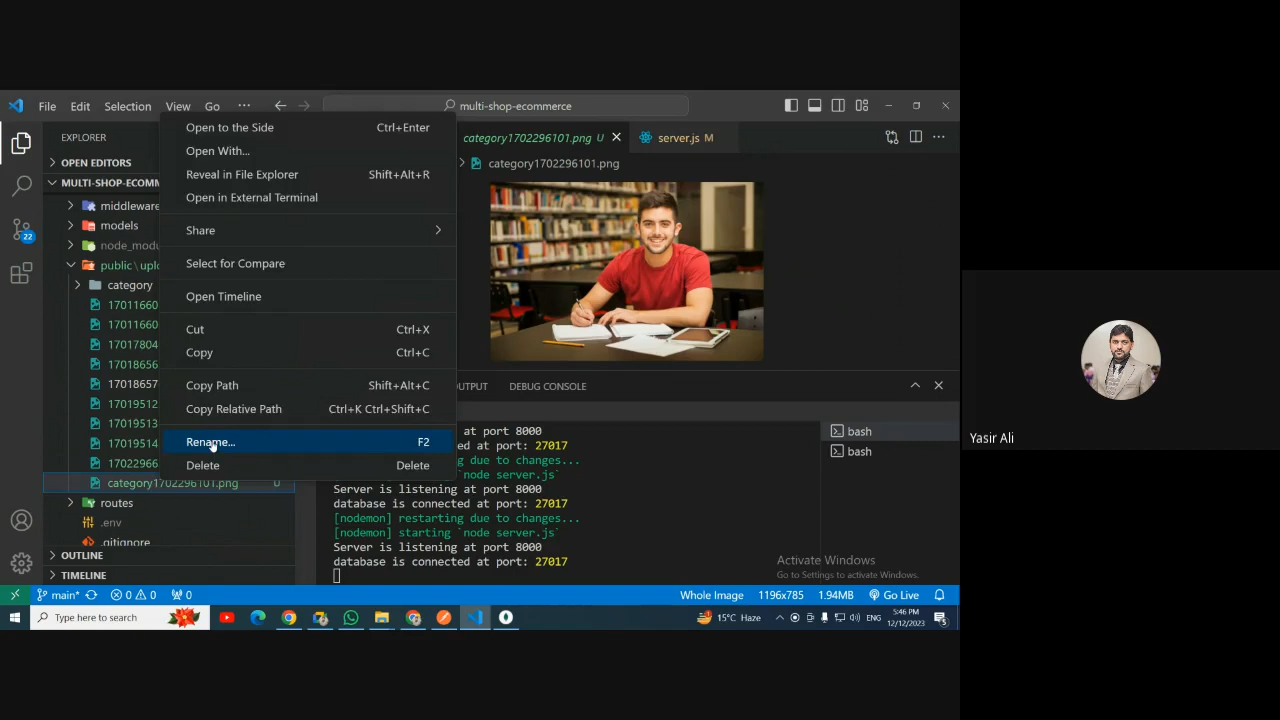 File Edit Selection View Go ··· multi-shop-ecommerce
EXPLORER
OPEN EDITORS
MULTI-SHOP-ECOMM
middleware
models
node_modu
public\uplo
category
17011660
17011660
17017804
17018656
17018657
17019512
17019513
17019514
17022966
category1702296101.png U
routes
.env
.gitignore
OUTLINE
TIMELINE
22
Open to the Side Ctrl+Enter
Open With...
Reveal in File Explorer Shift+Alt+R
Open in External Terminal
Share
Select for Compare
Open Timeline
Cut Ctrl+X
Copy Ctrl+C
Copy Path Shift+Alt+C
Copy Relative Path Ctrl+K Ctrl+Shift+C
Rename... F2
Delete Delete
category1702296101.png U server.js M
category1702296101.png
UTPUT DEBUG CONSOLE
at port 8000
ed at port: 27017
g due to changes...
`node server.js`
Server is listening at port 8000
database is connected at port: 27017
[nodemon] restarting due to changes...
[nodemon] starting `node server.js`
Server is listening at port 8000
database is connected at port: 27017
bash
bash
Activate Windows
Go to Settings to activate Windows.
main* 0 0 0 Whole Image 1196x785 1.94MB Go Live
Type here to search 15°C Haze ENG 5:46 PM
12/12/2023
5
Yasir Ali